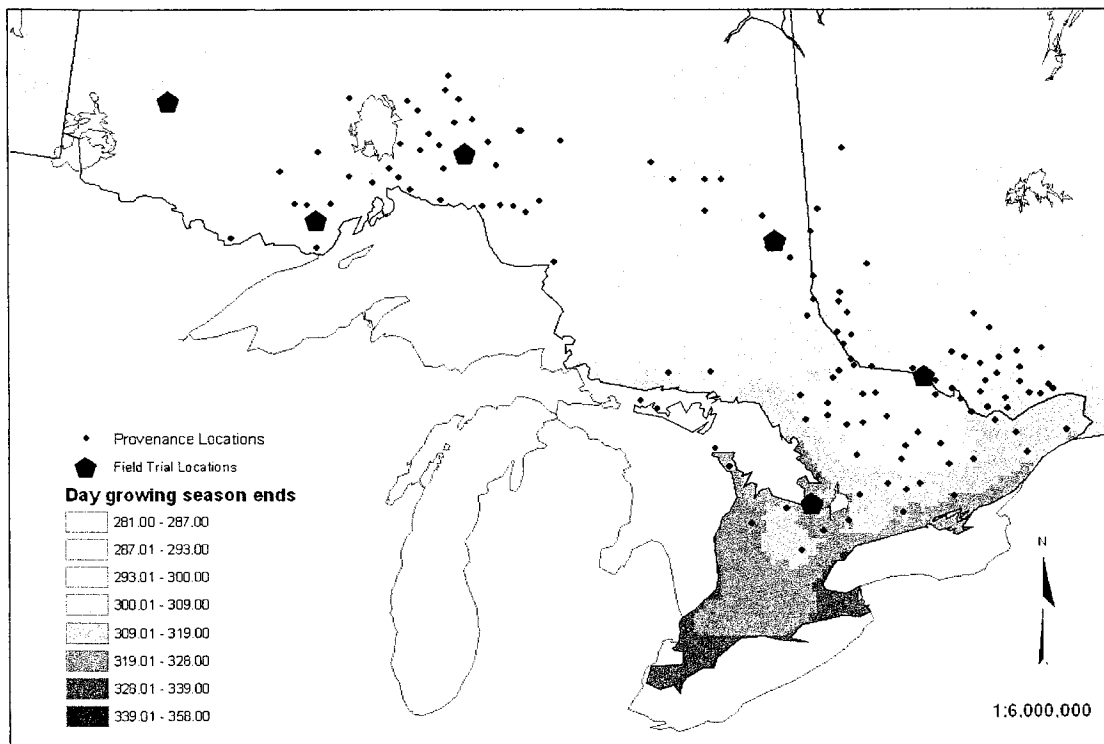 Provenance Locations
Field Trial Locations
Day growing season ends
281.00 - 287.00
287.01 - 293.00
293.01 - 300.00
300.01 - 309.00
309.01 - 319.00
319.01 - 328.00
328.01 - 339.00
339.01 - 358.00
N
1:6,000,000